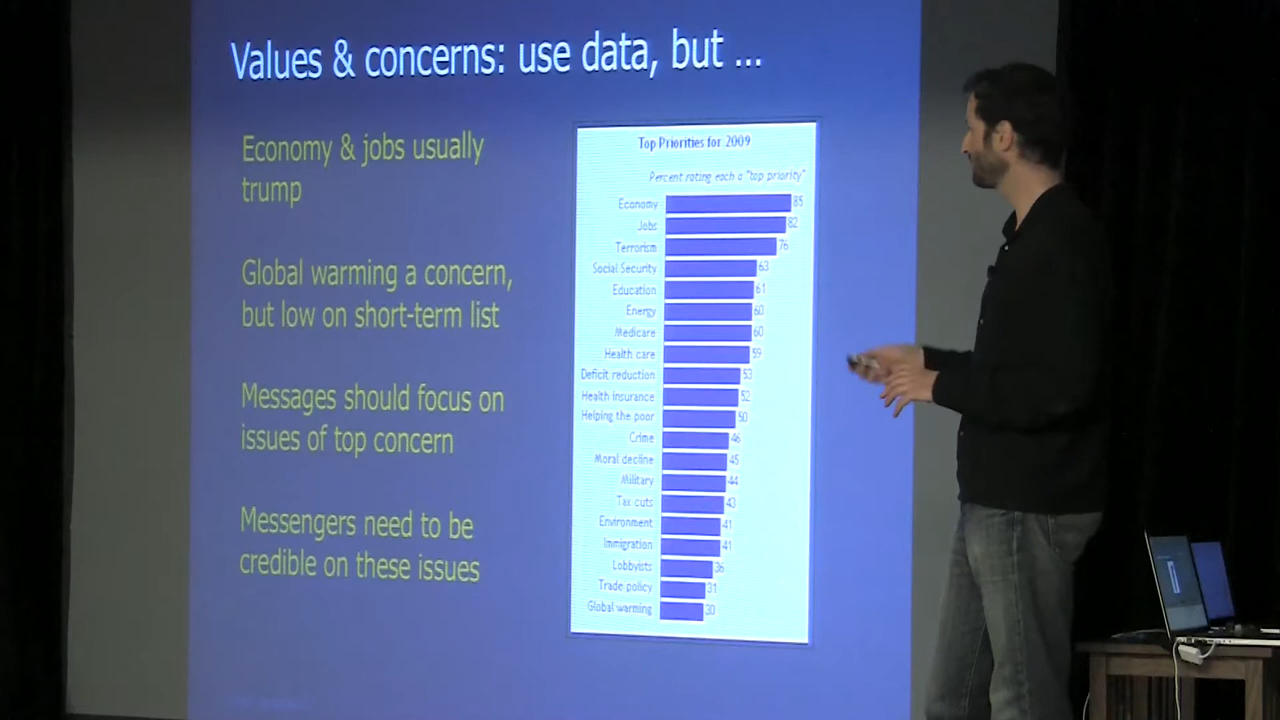 Values & concerns: use data, but ...
Economy & jobs usually
trump
Global warming a concern,
but low on short-term list
Messages should focus on
issues of top concern
Messengers need to be
credible on these issues
Top Priorities for 2009
Percent rating each a "top priority"
Economy 85
Jobs 82
Terrorism 76
Social Security 63
Education 61
Energy 60
Medicare 60
Health care 59
Deficit reduction 53
Health insurance 52
Helping the poor 50
Crime 46
Moral decline 45
Military 44
Tax cuts 43
Environment 41
Immigration 41
Lobbyists 36
Trade policy 31
Global warming 30